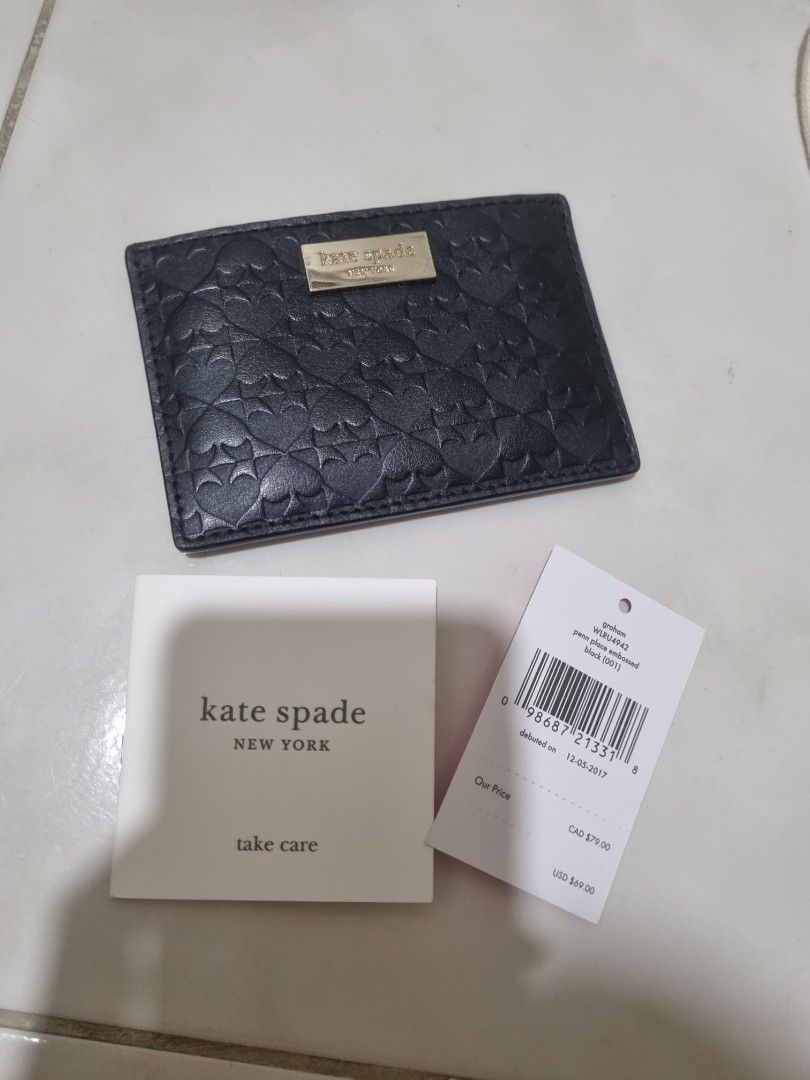 kate spade
NEW YORK
kate spade
NEW YORK
take care
graham
WLRU4942
penn place embossed
black (001)
0 98687 21331 8
debuted on 12-05-2017
Our Price
CAD $79.00
USD $69.00